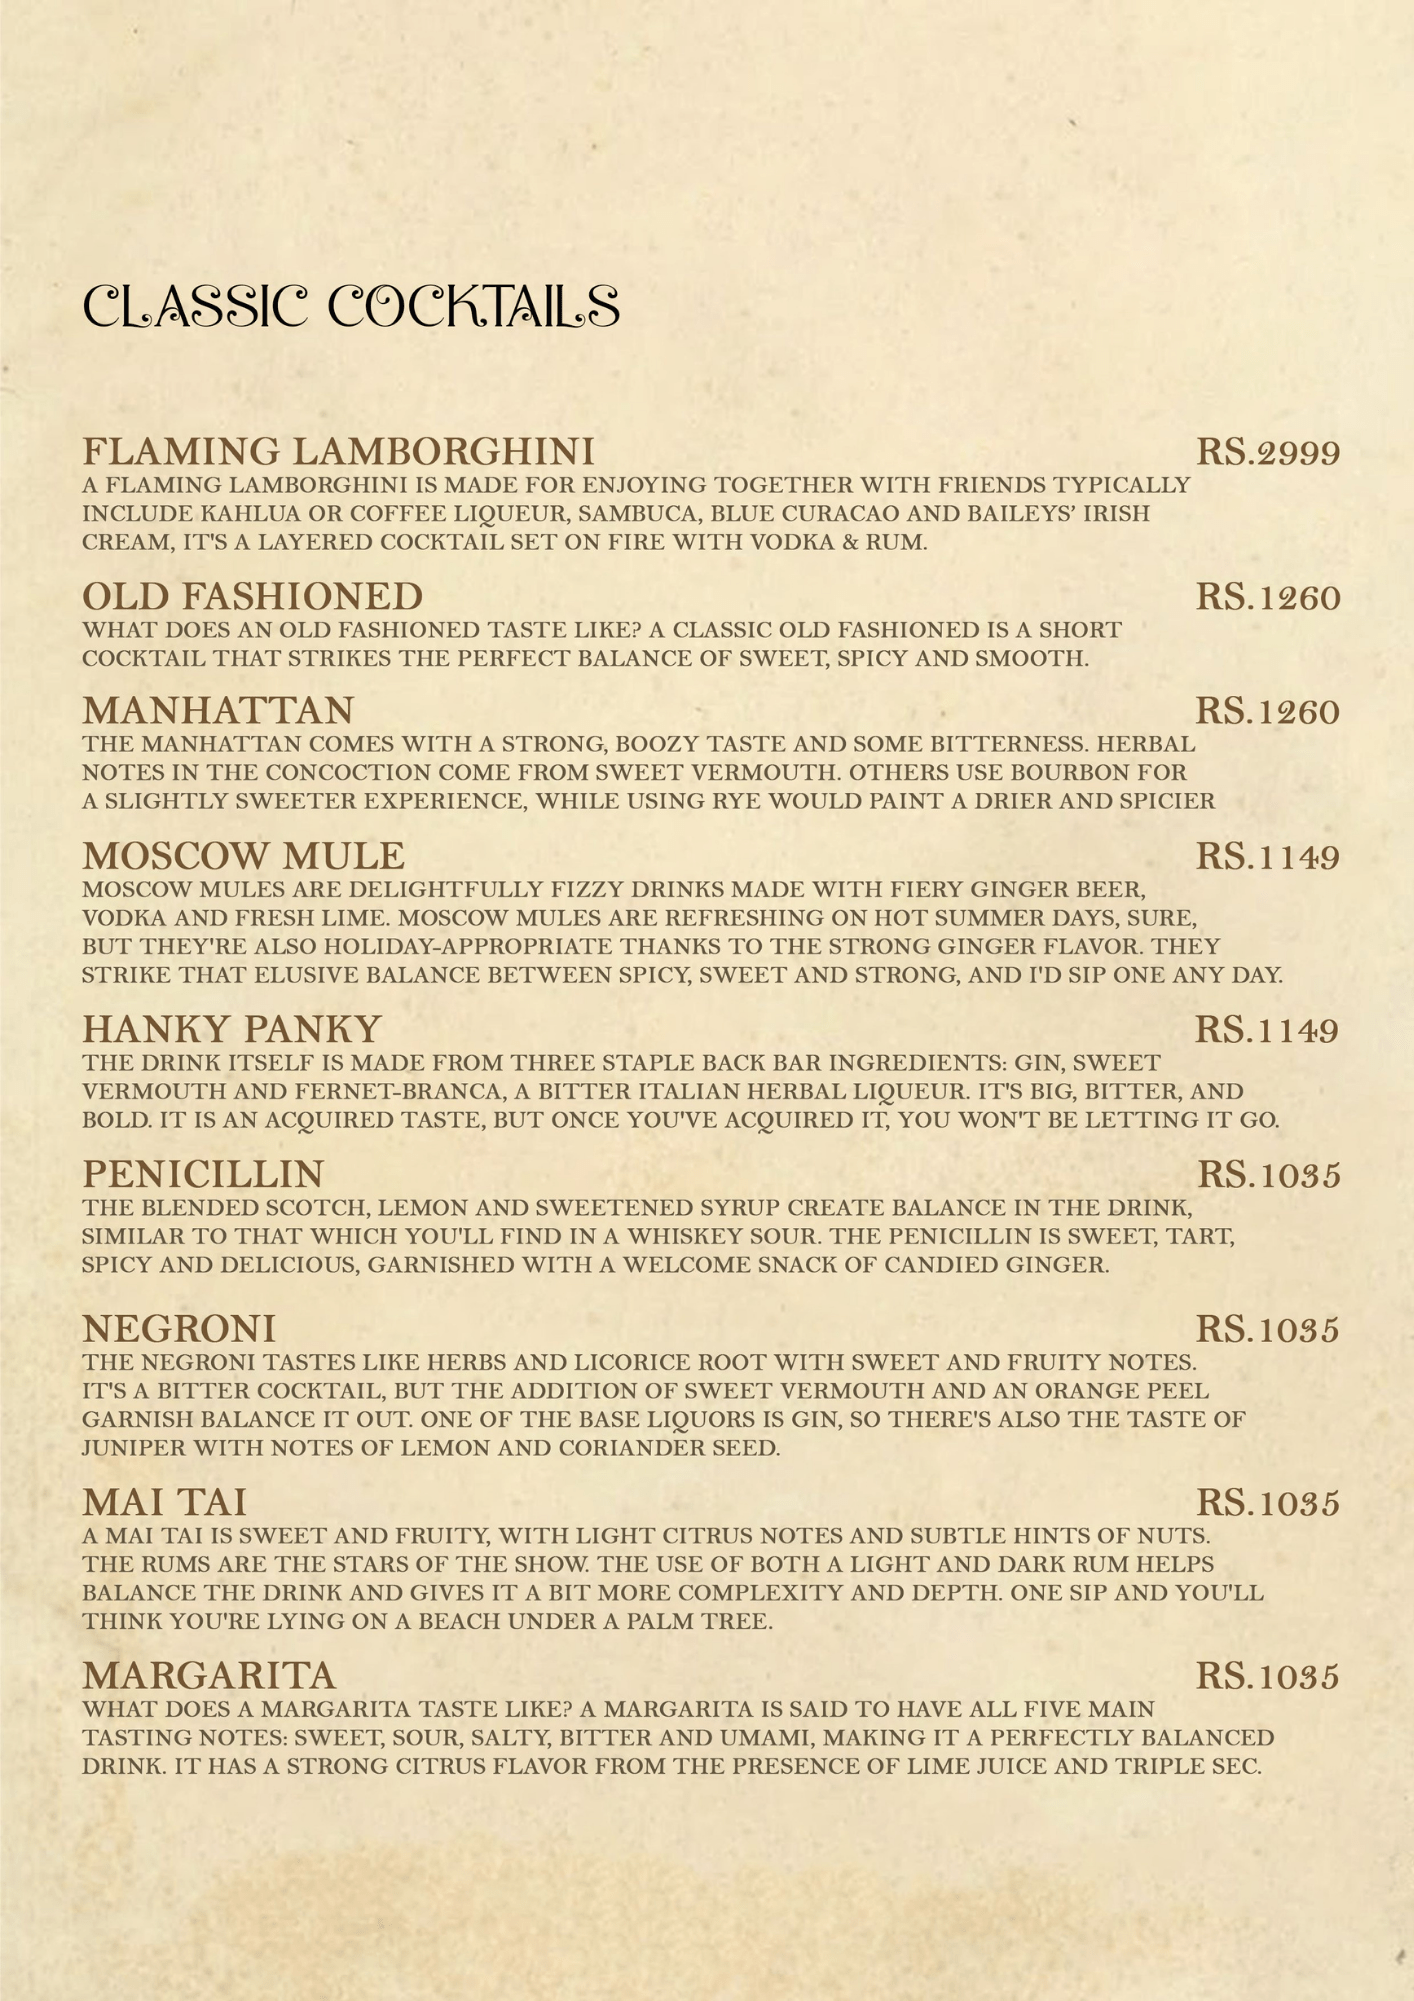 CLASSIC COCKTAILS
FLAMING LAMBORGHINI RS.2999
A FLAMING LAMBORGHINI IS MADE FOR ENJOYING TOGETHER WITH FRIENDS TYPICALLY
INCLUDE KAHLUA OR COFFEE LIQUEUR, SAMBUCA, BLUE CURACAO AND BAILEYS’ IRISH
CREAM, IT'S A LAYERED COCKTAIL SET ON FIRE WITH VODKA & RUM.
OLD FASHIONED RS.1260
WHAT DOES AN OLD FASHIONED TASTE LIKE? A CLASSIC OLD FASHIONED IS A SHORT
COCKTAIL THAT STRIKES THE PERFECT BALANCE OF SWEET, SPICY AND SMOOTH.
MANHATTAN RS.1260
THE MANHATTAN COMES WITH A STRONG, BOOZY TASTE AND SOME BITTERNESS. HERBAL
NOTES IN THE CONCOCTION COME FROM SWEET VERMOUTH. OTHERS USE BOURBON FOR
A SLIGHTLY SWEETER EXPERIENCE, WHILE USING RYE WOULD PAINT A DRIER AND SPICIER
MOSCOW MULE RS.1149
MOSCOW MULES ARE DELIGHTFULLY FIZZY DRINKS MADE WITH FIERY GINGER BEER,
VODKA AND FRESH LIME. MOSCOW MULES ARE REFRESHING ON HOT SUMMER DAYS, SURE,
BUT THEY'RE ALSO HOLIDAY-APPROPRIATE THANKS TO THE STRONG GINGER FLAVOR. THEY
STRIKE THAT ELUSIVE BALANCE BETWEEN SPICY, SWEET AND STRONG, AND I'D SIP ONE ANY DAY.
HANKY PANKY RS.1149
THE DRINK ITSELF IS MADE FROM THREE STAPLE BACK BAR INGREDIENTS: GIN, SWEET
VERMOUTH AND FERNET-BRANCA, A BITTER ITALIAN HERBAL LIQUEUR. IT'S BIG, BITTER, AND
BOLD. IT IS AN ACQUIRED TASTE, BUT ONCE YOU'VE ACQUIRED IT, YOU WON'T BE LETTING IT GO.
PENICILLIN RS.1035
THE BLENDED SCOTCH, LEMON AND SWEETENED SYRUP CREATE BALANCE IN THE DRINK,
SIMILAR TO THAT WHICH YOU'LL FIND IN A WHISKEY SOUR. THE PENICILLIN IS SWEET, TART,
SPICY AND DELICIOUS, GARNISHED WITH A WELCOME SNACK OF CANDIED GINGER.
NEGRONI RS.1035
THE NEGRONI TASTES LIKE HERBS AND LICORICE ROOT WITH SWEET AND FRUITY NOTES.
IT'S A BITTER COCKTAIL, BUT THE ADDITION OF SWEET VERMOUTH AND AN ORANGE PEEL
GARNISH BALANCE IT OUT. ONE OF THE BASE LIQUORS IS GIN, SO THERE'S ALSO THE TASTE OF
JUNIPER WITH NOTES OF LEMON AND CORIANDER SEED.
MAI TAI RS.1035
A MAI TAI IS SWEET AND FRUITY, WITH LIGHT CITRUS NOTES AND SUBTLE HINTS OF NUTS.
THE RUMS ARE THE STARS OF THE SHOW. THE USE OF BOTH A LIGHT AND DARK RUM HELPS
BALANCE THE DRINK AND GIVES IT A BIT MORE COMPLEXITY AND DEPTH. ONE SIP AND YOU'LL
THINK YOU'RE LYING ON A BEACH UNDER A PALM TREE.
MARGARITA RS.1035
WHAT DOES A MARGARITA TASTE LIKE? A MARGARITA IS SAID TO HAVE ALL FIVE MAIN
TASTING NOTES: SWEET, SOUR, SALTY, BITTER AND UMAMI, MAKING IT A PERFECTLY BALANCED
DRINK. IT HAS A STRONG CITRUS FLAVOR FROM THE PRESENCE OF LIME JUICE AND TRIPLE SEC.